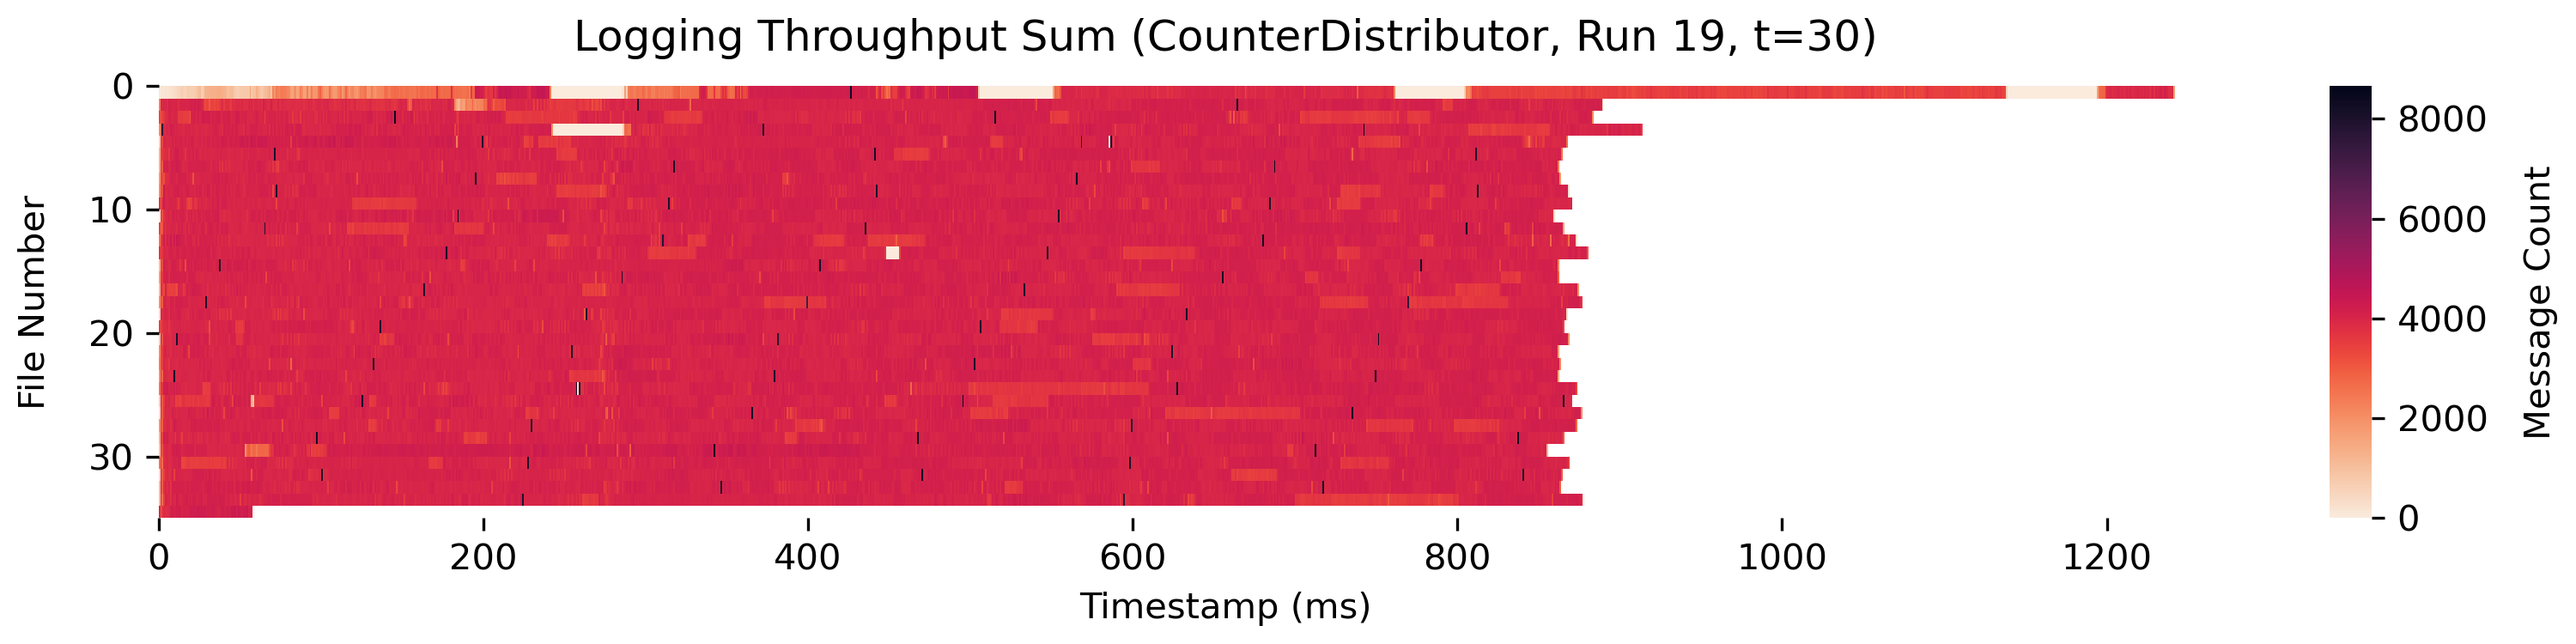 Logging Throughput Sum (CounterDistributor, Run 19, t=30)
0
10
20
30
File Number
0 200 400 600 800 1000 1200
Timestamp (ms)
8000
6000
4000
2000
0
Message Count